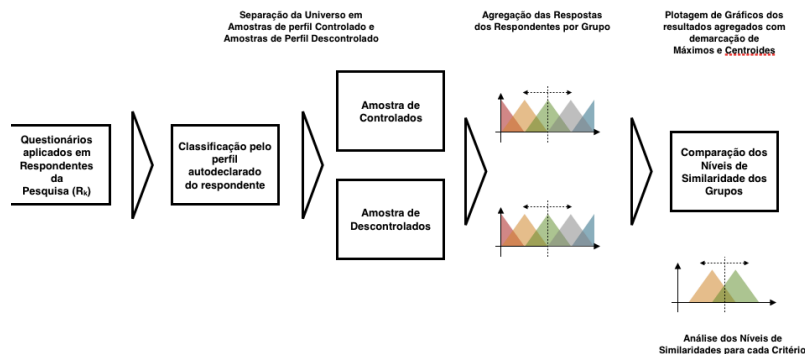 Separação da Universo em
Amostras de perfil Controlado e
Amostras de Perfil Descontrolado
Agregação das Respostas
dos Respondentes por Grupo
Plotagem de Gráficos dos
resultados agregados com
demarcação de
Máximos e Centroides
Questionários
aplicados em
Respondentes
da
Pesquisa (Rₖ)
Classificação pelo
perfil
autodeclarado
do respondente
Amostra de
Controlados
Amostra de
Descontrolados
Comparação dos
Níveis de
Similaridade dos
Grupos
Análise dos Níveis de
Similaridades para cada Critério